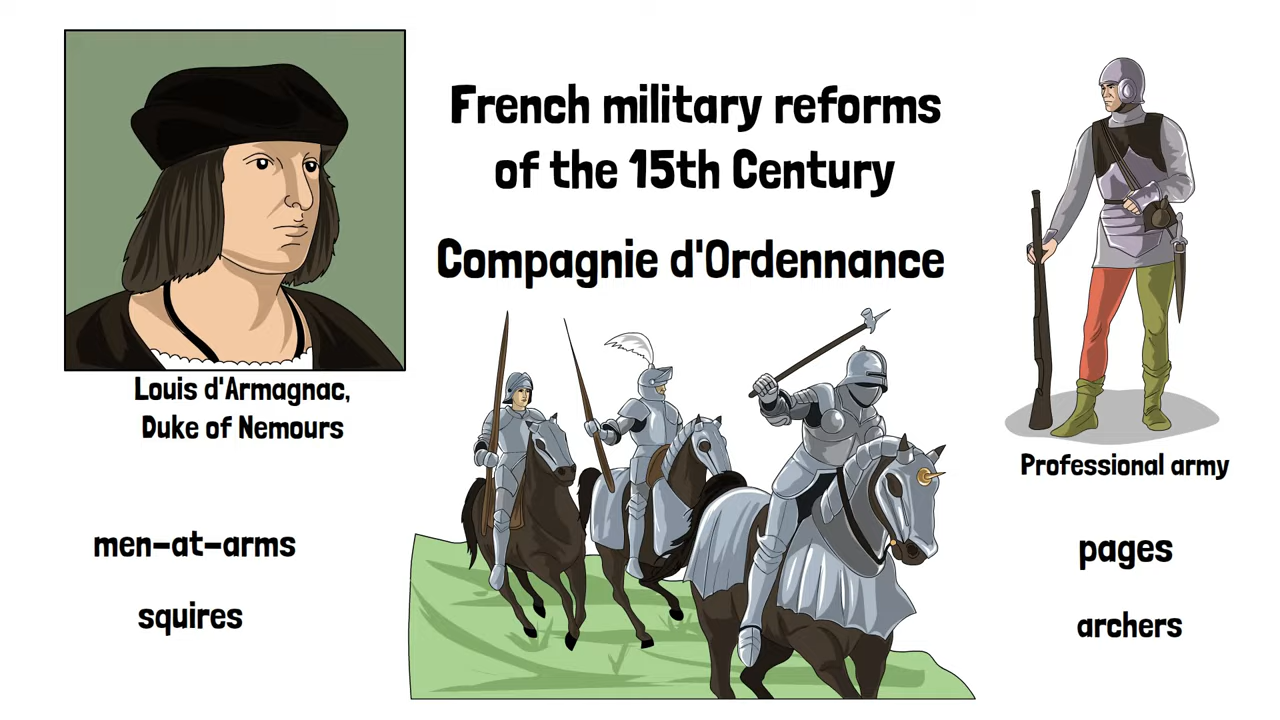 French military reforms
of the 15th Century
Compagnie d'Ordennance
Louis d'Armagnac,
Duke of Nemours
Professional army
men-at-arms
squires
pages
archers